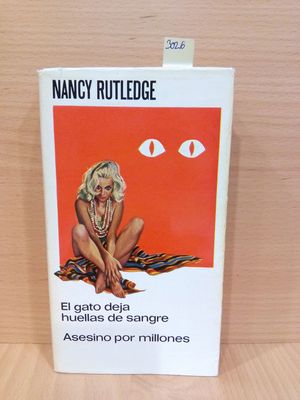 3026
NANCY RUTLEDGE
El gato deja
huellas de sangre
Asesino por millones